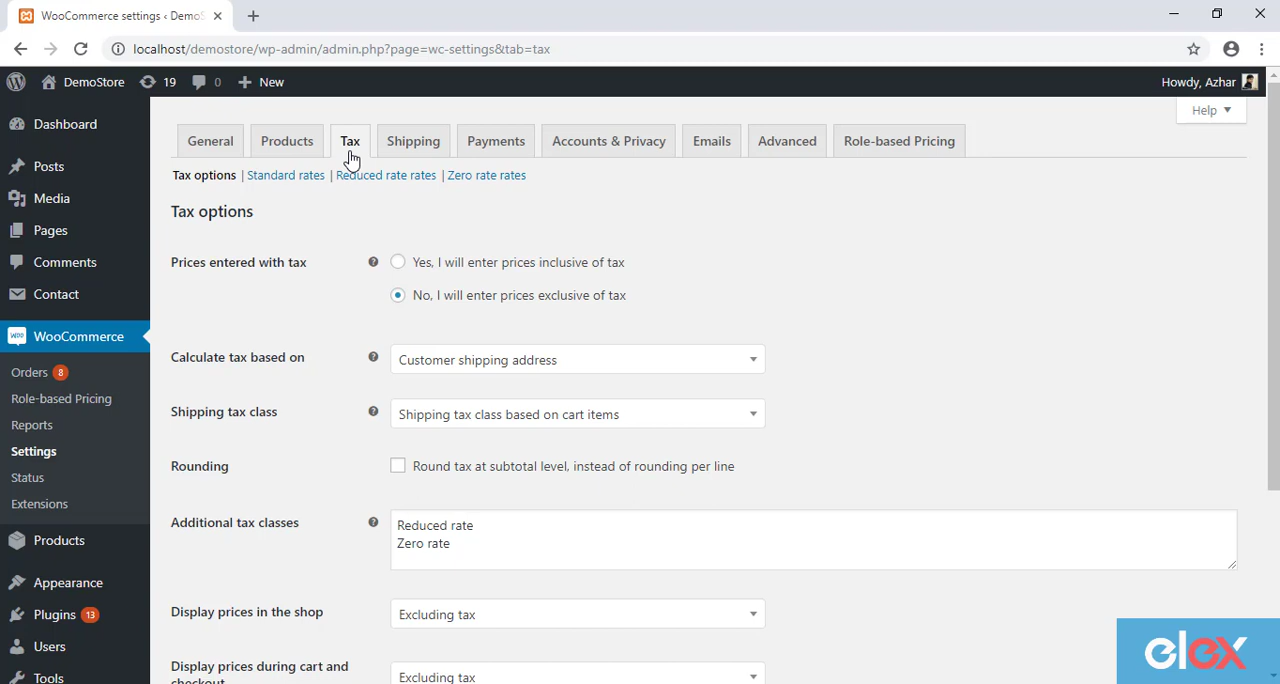 WooCommerce settings ‹ DemoS
localhost/demostore/wp-admin/admin.php?page=wc-settings&tab=tax
DemoStore 19 0 New Howdy, Azhar
Help
Dashboard
Posts
Media
Pages
Comments
Contact
WooCommerce
Orders 8
Role-based Pricing
Reports
Settings
Status
Extensions
Products
Appearance
Plugins 13
Users
Tools
General Products Tax Shipping Payments Accounts & Privacy Emails Advanced Role-based Pricing
Tax options | Standard rates | Reduced rate rates | Zero rate rates
Tax options
Prices entered with tax
Yes, I will enter prices inclusive of tax
No, I will enter prices exclusive of tax
Calculate tax based on
Customer shipping address
Shipping tax class
Shipping tax class based on cart items
Rounding
Round tax at subtotal level, instead of rounding per line
Additional tax classes
Reduced rate
Zero rate
Display prices in the shop
Excluding tax
Display prices during cart and
checkout
Excluding tax
elex